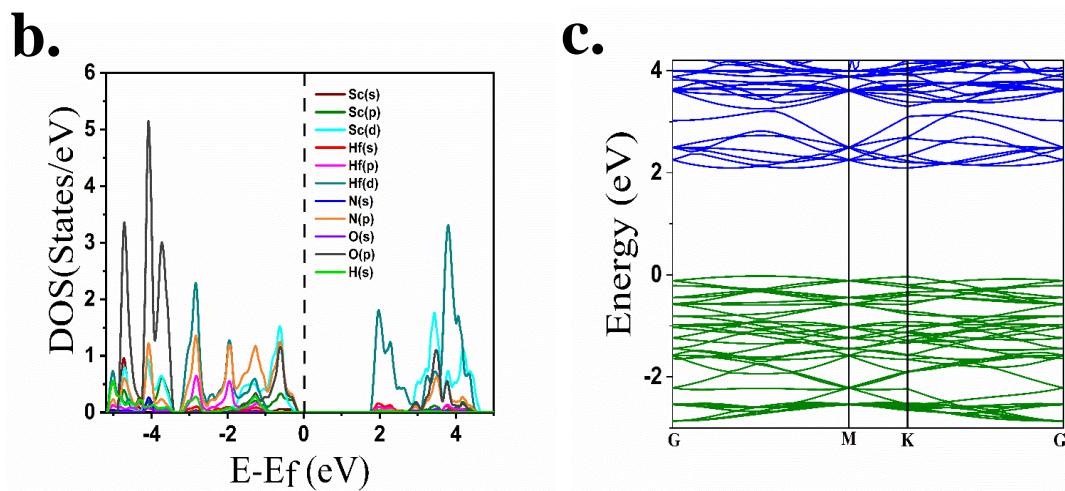 b.
c.
DOS(States/eV)
6
5
4
3
2
1
0
Sc(s)
Sc(p)
Sc(d)
Hf(s)
Hf(p)
Hf(d)
N(s)
N(p)
O(s)
O(p)
H(s)
-4 -2 0 2 4
E-Ef (eV)
Energy (eV)
4
2
0
-2
G M K G